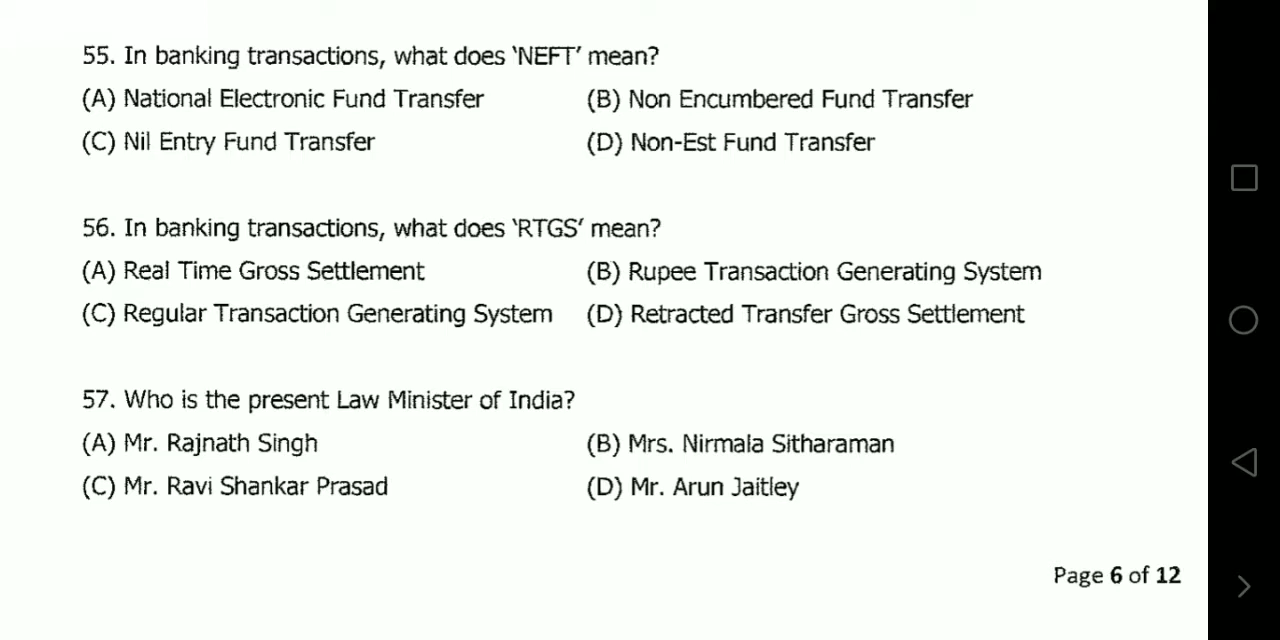 55. In banking transactions, what does ‘NEFT’ mean?
(A) National Electronic Fund Transfer (B) Non Encumbered Fund Transfer
(C) Nil Entry Fund Transfer (D) Non-Est Fund Transfer
56. In banking transactions, what does ‘RTGS’ mean?
(A) Real Time Gross Settlement (B) Rupee Transaction Generating System
(C) Regular Transaction Generating System (D) Retracted Transfer Gross Settlement
57. Who is the present Law Minister of India?
(A) Mr. Rajnath Singh (B) Mrs. Nirmala Sitharaman
(C) Mr. Ravi Shankar Prasad (D) Mr. Arun Jaitley
Page 6 of 12